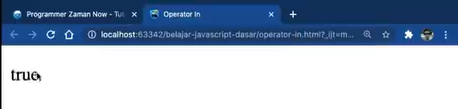 Programmer Zaman Now - Tut
Operator In
localhost:63342/belajar-javascript-dasar/operator-in.html?_ijt=m...
true